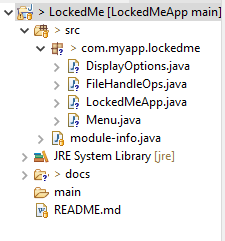 > LockedMe [LockedMeApp main]
> src
> com.myapp.lockedme
> DisplayOptions.java
> FileHandleOps.java
> LockedMeApp.java
> Menu.java
> module-info.java
> JRE System Library [jre]
> docs
main
README.md